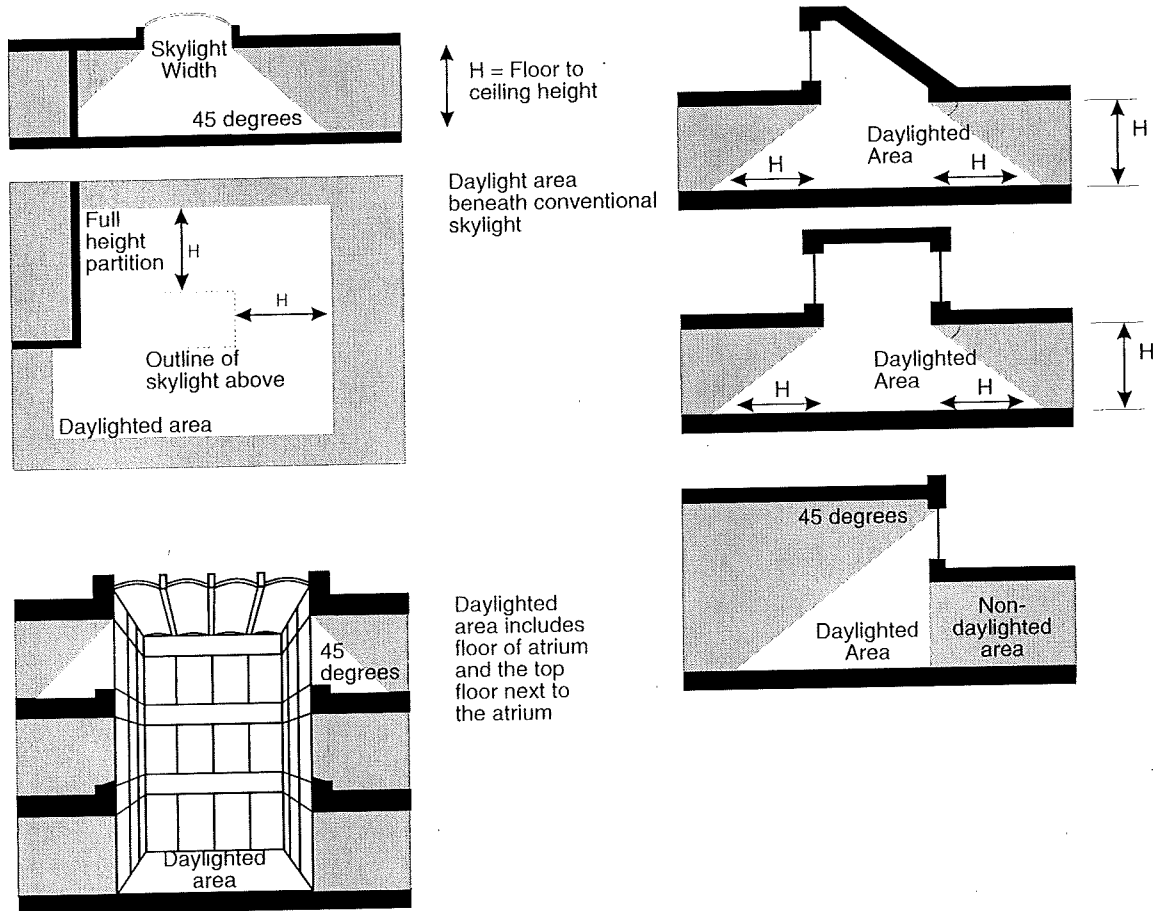 Skylight
Width
45 degrees
H = Floor to
ceiling height
Full
height
partition
H
H
Outline of
skylight above
Daylighted area
Daylight area
beneath conventional
skylight
45
degrees
Daylighted
area
Daylighted
area includes
floor of atrium
and the top
floor next to
the atrium
Daylighted
Area
H
H
H
Daylighted
Area
H
H
H
45 degrees
Daylighted
Area
Non-
daylighted
area